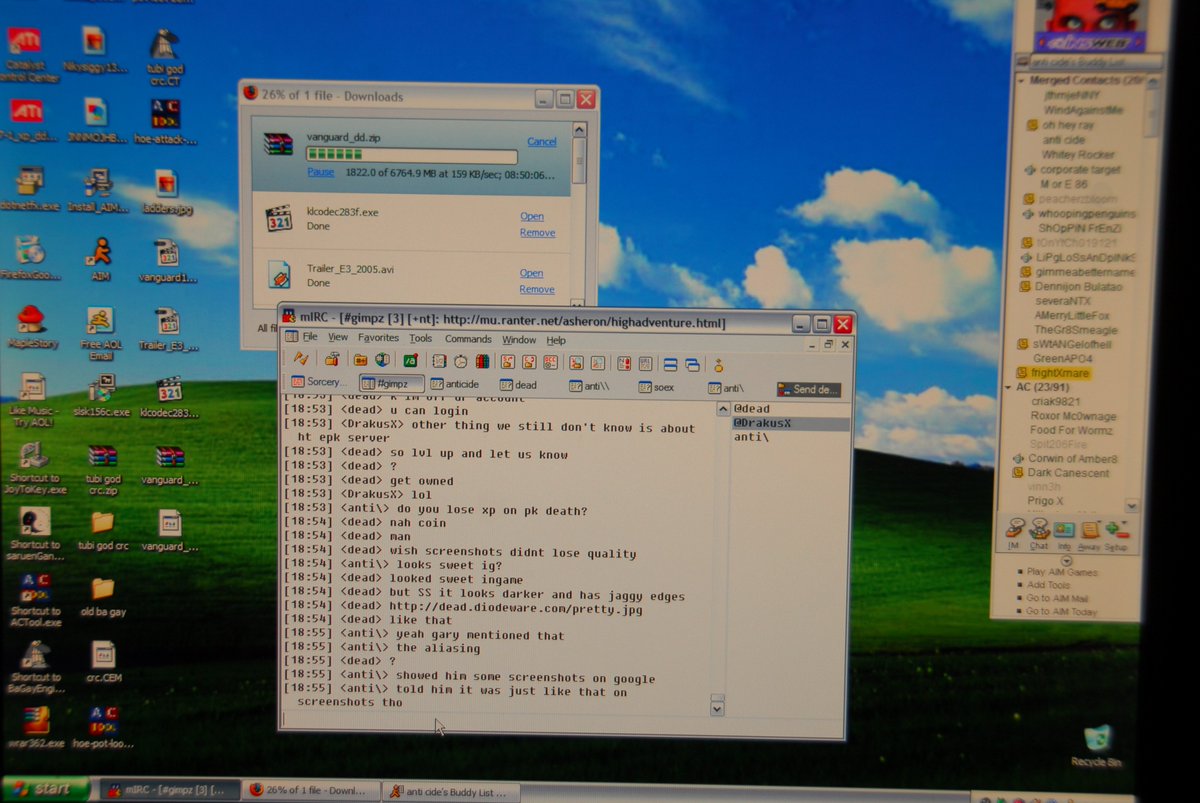 Catalyst
Control Center
Nkysiggy13...
tubi god
crc.CT
JNNMOJHB...
hoe-attack-...
dotnetfx.exe
Install_AIM...
ladders.jpg
FirefoxGoo...
AIM
vanguard1...
MapleStory
Free AOL
Email
Trailer_E3_...
Like Music -
Try AOL!
slsk156c.exe
klcodec283...
Shortcut to
JoyToKey.exe
tubi god
crc.zip
vanguard_...
Shortcut to
saruenGan...
tubi god crc
vanguard_...
Shortcut to
ACTool.exe
old ba gay
Shortcut to
BaGayEngi...
crc.CEM
wrar362.exe
hoe-pot-loo...
26% of 1 file - Downloads
vanguard_dd.zip
Cancel
Pause 1822.0 of 6764.9 MB at 159 KB/sec; 08:50:06...
klcodec283f.exe
Done
Open
Remove
Trailer_E3_2005.avi
Done
Open
Remove
All fi
mIRC - [#gimpz [3] [+nt]: http://mu.ranter.net/asheron/highadventure.html]
File View Favorites Tools Commands Window Help
Sorcery... #gimpz anticide dead anti\\ soex anti\ Send de...
[18:53] <dead> k im off ur account
[18:53] <dead> u can login
[18:53] <DrakusX> other thing we still don't know is about
ht epk server
[18:53] <dead> so lvl up and let us know
[18:53] <dead> ?
[18:53] <dead> get owned
[18:53] <DrakusX> lol
[18:53] <anti\> do you lose xp on pk death?
[18:54] <dead> nah coin
[18:54] <dead> man
[18:54] <dead> wish screenshots didnt lose quality
[18:54] <anti\> looks sweet ig?
[18:54] <dead> looked sweet ingame
[18:54] <dead> but SS it looks darker and has jaggy edges
[18:54] <dead> http://dead.diodeware.com/pretty.jpg
[18:54] <dead> like that
[18:55] <anti\> yeah gary mentioned that
[18:55] <anti\> the aliasing
[18:55] <dead> ?
[18:55] <anti\> showed him some screenshots on google
[18:55] <anti\> told him it was just like that on
screenshots tho
@dead
@DrakusX
anti\
anti cide's Buddy List
Merged Contacts
jthmjeNNY
WindAgainstMe
oh hey ray
anti cide
Whitey Rocker
corporate target
M or E 86
peacherzbloom
whoopingpenguins
ShOpPiN FrEnZi
LiPgLoSsAnDpINkS
gimmeabettername
Dennijon Bulatao
severaNTX
AMerryLittleFox
TheGr8Smeagle
sWtANGelofhell
GreenAPO4
frightXmare
AC (23/91)
criak9821
Roxor Mc0wnage
Food For Wormz
Spit206Fire
Corwin of Amber8
Dark Canescent
vinn3h
Prigo X
IM Chat Info Away Setup
Play AIM Games
Add Tools
Go to AIM Mail
Go to AIM Today
Recycle Bin
start
mIRC - [#gimpz [3] [...
26% of 1 file - Downl...
anti cide's Buddy List ...